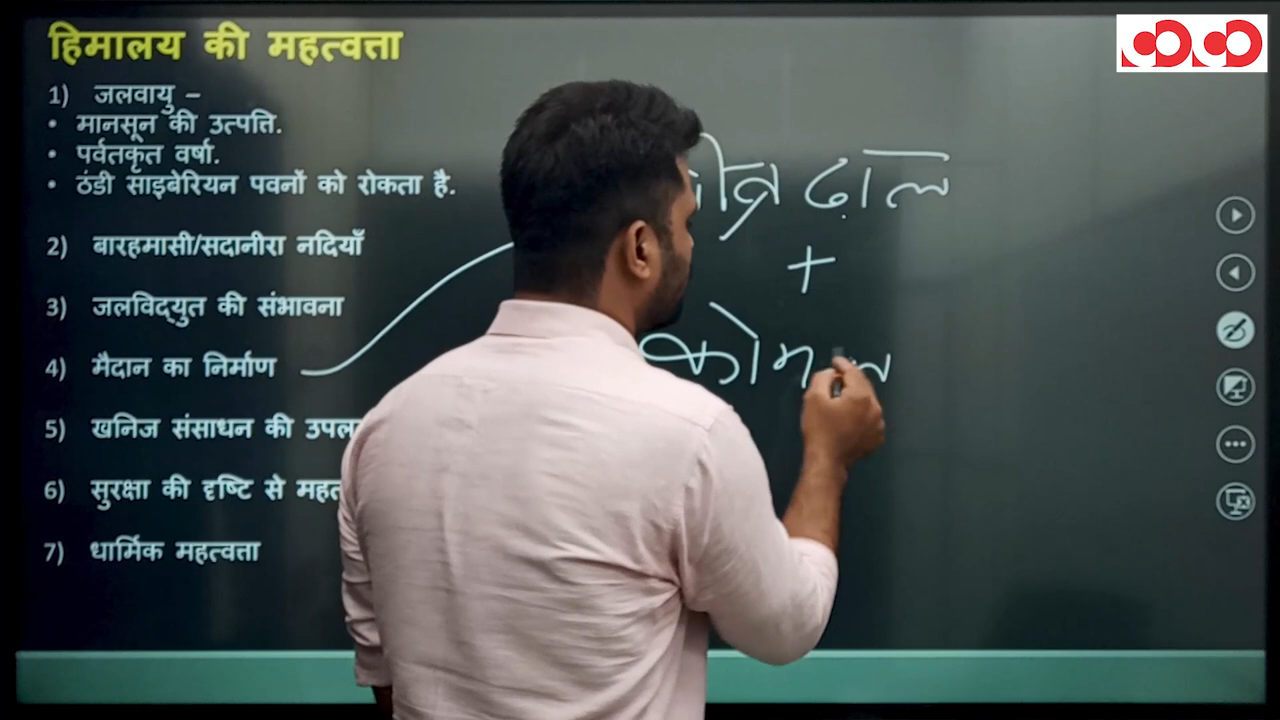 हिमालय की महत्वत्ता
1) जलवायु –
• मानसून की उत्पत्ति.
• पर्वतकृत वर्षा.
• ठंडी साइबेरियन पवनों को रोकता है.
2) बारहमासी/सदानीरा नदियाँ
3) जलविद्युत की संभावना
4) मैदान का निर्माण
5) खनिज संसाधन की
6) सुरक्षा की दृष्टि से
7) धार्मिक महत्वत्ता
ढाल
+